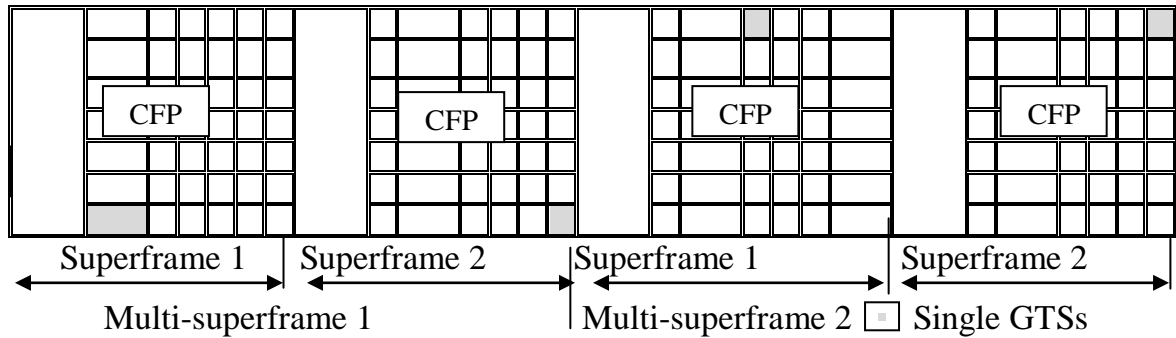 CFP CFP CFP CFP
Superframe 1 Superframe 2 Superframe 1 Superframe 2
Multi-superframe 1 Multi-superframe 2 Single GTSs